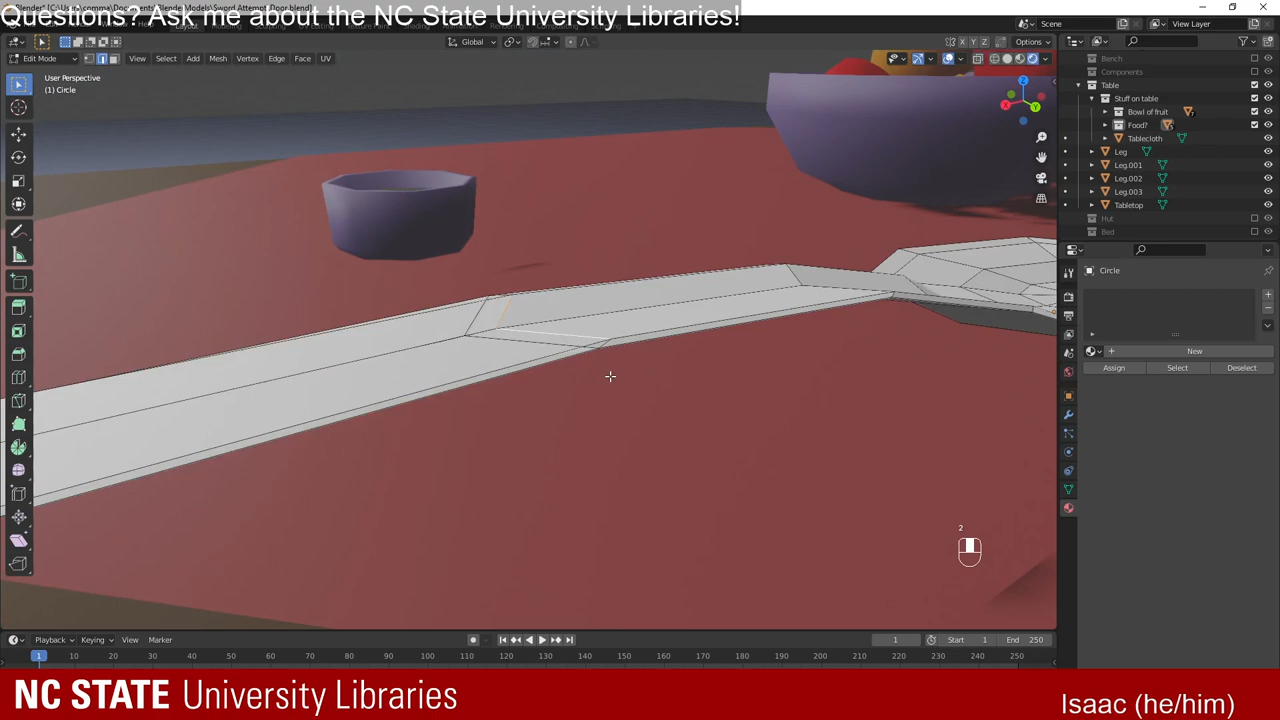 Questions? Ask me about the NC State University Libraries!
Scene
View Layer
Global
Options
Edit Mode
View Select Add Mesh Vertex Edge Face UV
User Perspective
(1) Circle
Bench
Components
Table
Stuff on table
Bowl of fruit
Food?
Tablecloth
Leg
Leg.001
Leg.002
Leg.003
Tabletop
Hut
Bed
Circle
New
Assign Select Deselect
2
X Y Z
Playback Keying View Marker
1
Start 1
End 250
1 10 20 30 40 50 60 70 80 90 100 110 120 130 140 150 160 170 180 190 200 210 220 230 240 250
NC STATE University Libraries
Isaac (he/him)